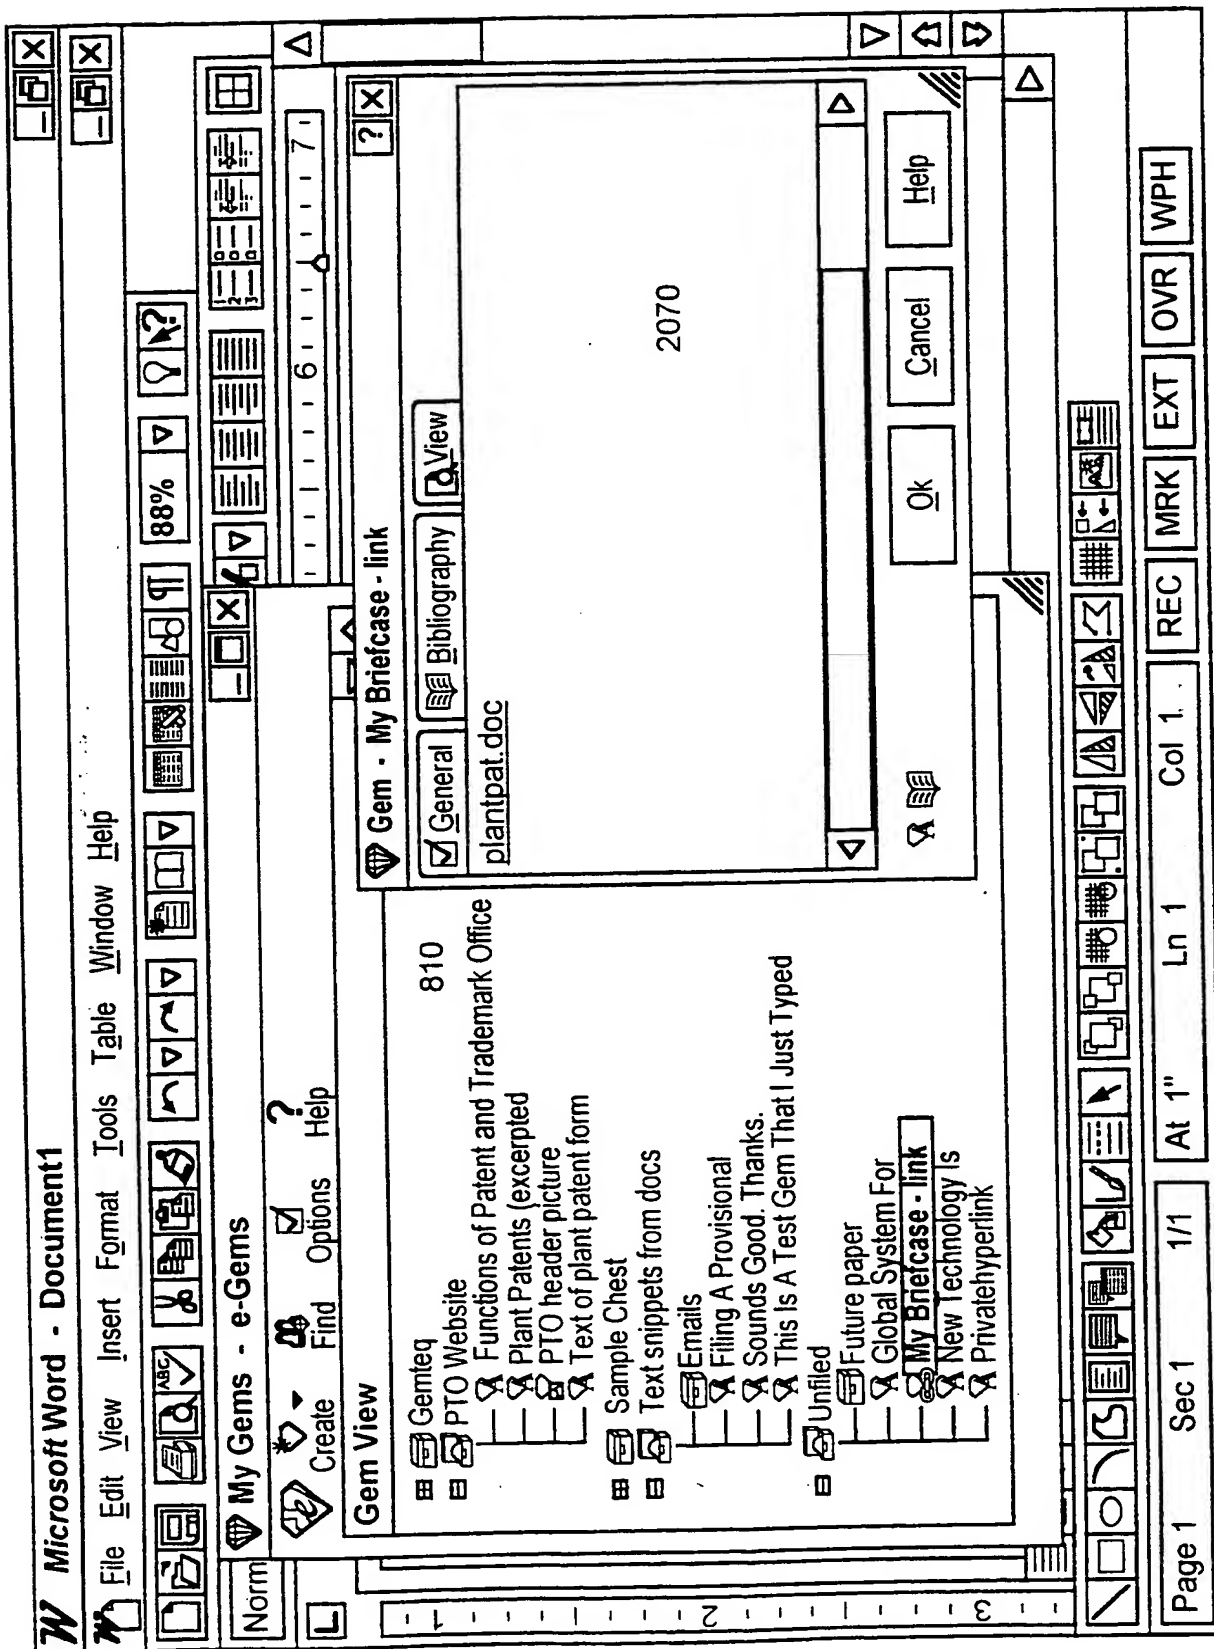 W Microsoft Word - Document1
W File Edit View Insert Format Tools Table Window Help
ABC 88% ¶ ?
Norm
My Gems - e-Gems
Create Find Options Help
Gem View
Gemteq
PTO Website
A Functions of Patent and Trademark Office
A Plant Patents (excerpted
PTO header picture
A Text of plant patent form
Sample Chest
Text snippets from docs
Emails
A Filing A Provisional
A Sounds Good. Thanks.
A This Is A Test Gem That I Just Typed
Unfilled
Future paper
A Global System For
My Briefcase - link
A New Technology Is
A Privatehyperlink
810
6 7
Gem - My Briefcase - link
General Bibliography View
plantpat.doc
2070
A
Ok Cancel Help
1 2 3
Page 1 Sec 1 1/1 At 1" Ln 1 Col 1 REC MRK EXT OVR WPH